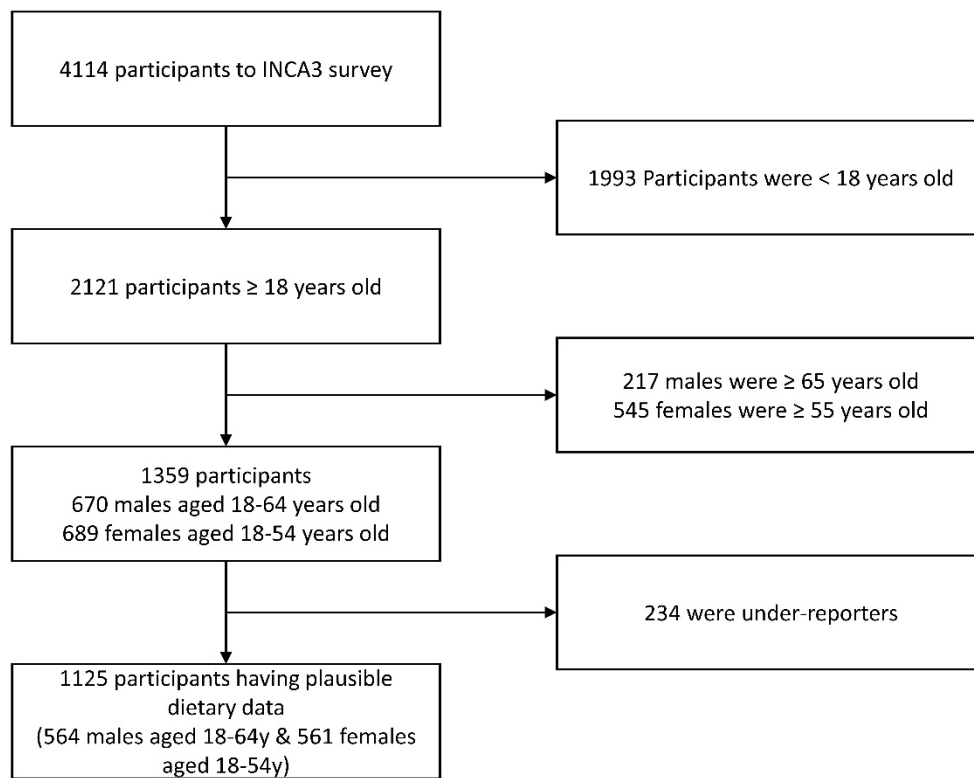 4114 participants to INCA3 survey
1993 Participants were < 18 years old
2121 participants ≥ 18 years old
217 males were ≥ 65 years old
545 females were ≥ 55 years old
1359 participants
670 males aged 18-64 years old
689 females aged 18-54 years old
234 were under-reporters
1125 participants having plausible
dietary data
(564 males aged 18-64y & 561 females
aged 18-54y)